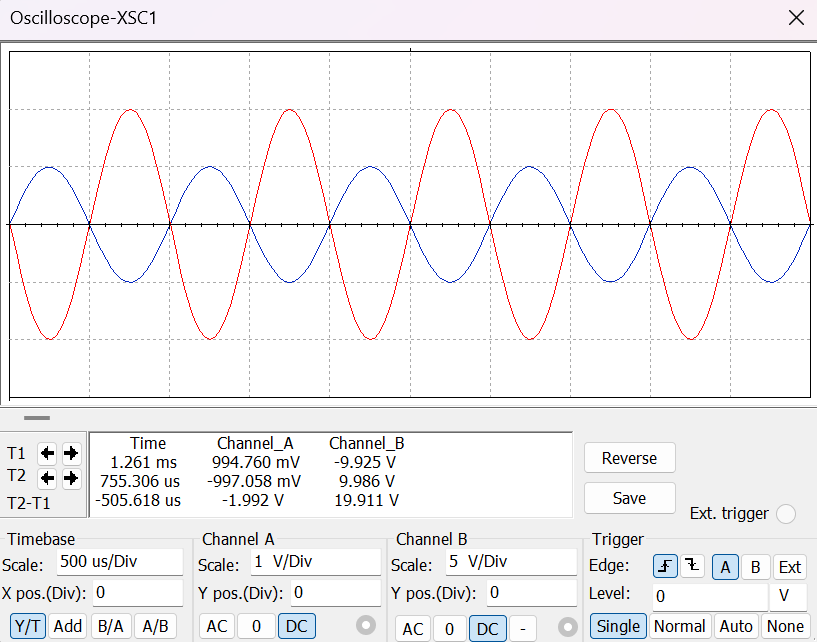 Oscilloscope-XSC1
Time Channel_A Channel_B
T1 1.261 ms 994.760 mV -9.925 V
T2 755.306 us -997.058 mV 9.986 V
T2-T1 -505.618 us -1.992 V 19.911 V
Reverse
Save
Ext. trigger
Timebase
Scale: 500 us/Div
X pos.(Div): 0
Y/T Add B/A A/B
Channel A
Scale: 1 V/Div
Y pos.(Div): 0
AC 0 DC
Channel B
Scale: 5 V/Div
Y pos.(Div): 0
AC 0 DC -
Trigger
Edge: A B Ext
Level: 0 V
Single Normal Auto None